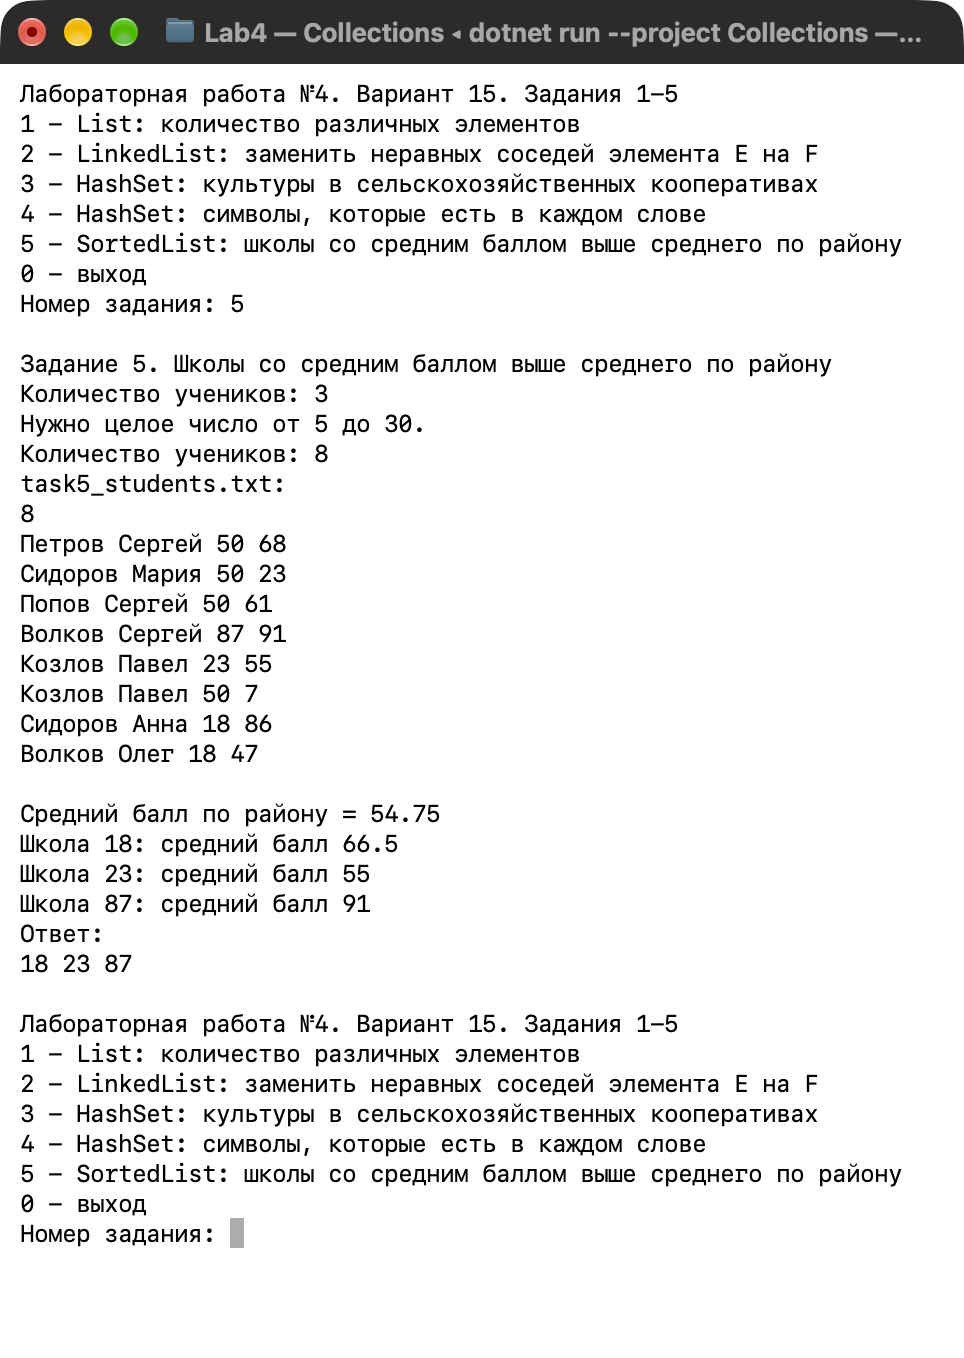 Lab4 — Collections ◂ dotnet run --project Collections —...
Лабораторная работа №4. Вариант 15. Задания 1–5
1 – List: количество различных элементов
2 – LinkedList: заменить неравных соседей элемента E на F
3 – HashSet: культуры в сельскохозяйственных кооперативах
4 – HashSet: символы, которые есть в каждом слове
5 – SortedList: школы со средним баллом выше среднего по району
0 – выход
Номер задания: 5
Задание 5. Школы со средним баллом выше среднего по району
Количество учеников: 3
Нужно целое число от 5 до 30.
Количество учеников: 8
task5_students.txt:
8
Петров Сергей 50 68
Сидоров Мария 50 23
Попов Сергей 50 61
Волков Сергей 87 91
Козлов Павел 23 55
Козлов Павел 50 7
Сидоров Анна 18 86
Волков Олег 18 47
Средний балл по району = 54.75
Школа 18: средний балл 66.5
Школа 23: средний балл 55
Школа 87: средний балл 91
Ответ:
18 23 87
Лабораторная работа №4. Вариант 15. Задания 1–5
1 – List: количество различных элементов
2 – LinkedList: заменить неравных соседей элемента E на F
3 – HashSet: культуры в сельскохозяйственных кооперативах
4 – HashSet: символы, которые есть в каждом слове
5 – SortedList: школы со средним баллом выше среднего по району
0 – выход
Номер задания: